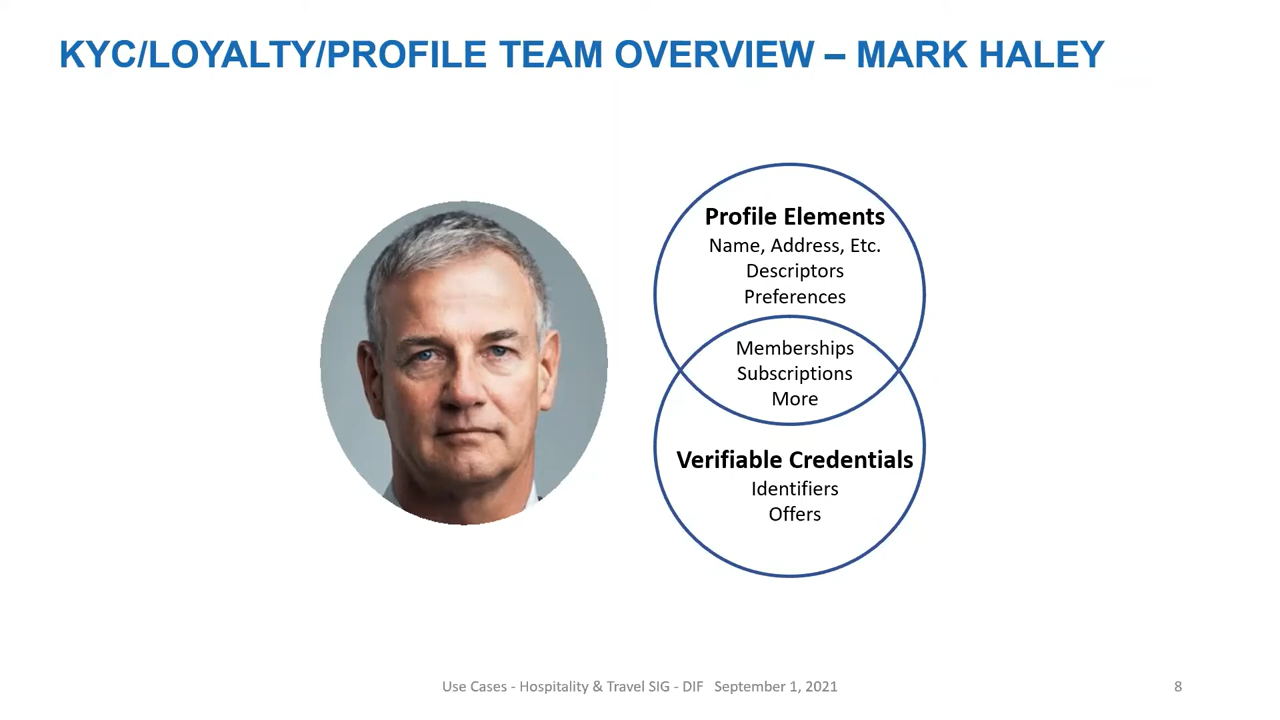 KYC/LOYALTY/PROFILE TEAM OVERVIEW – MARK HALEY
Profile Elements
Name, Address, Etc.
Descriptors
Preferences
Memberships
Subscriptions
More
Verifiable Credentials
Identifiers
Offers
Use Cases - Hospitality & Travel SIG - DIF September 1, 2021
8